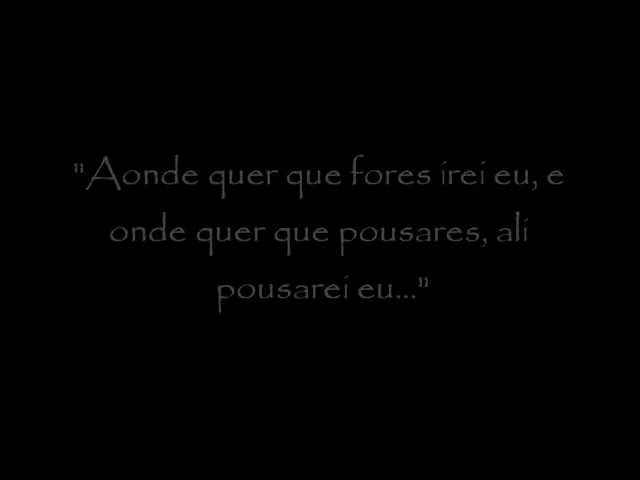 "Aonde quer que fores irei eu, e
onde quer que pousares, ali
pousarei eu..."